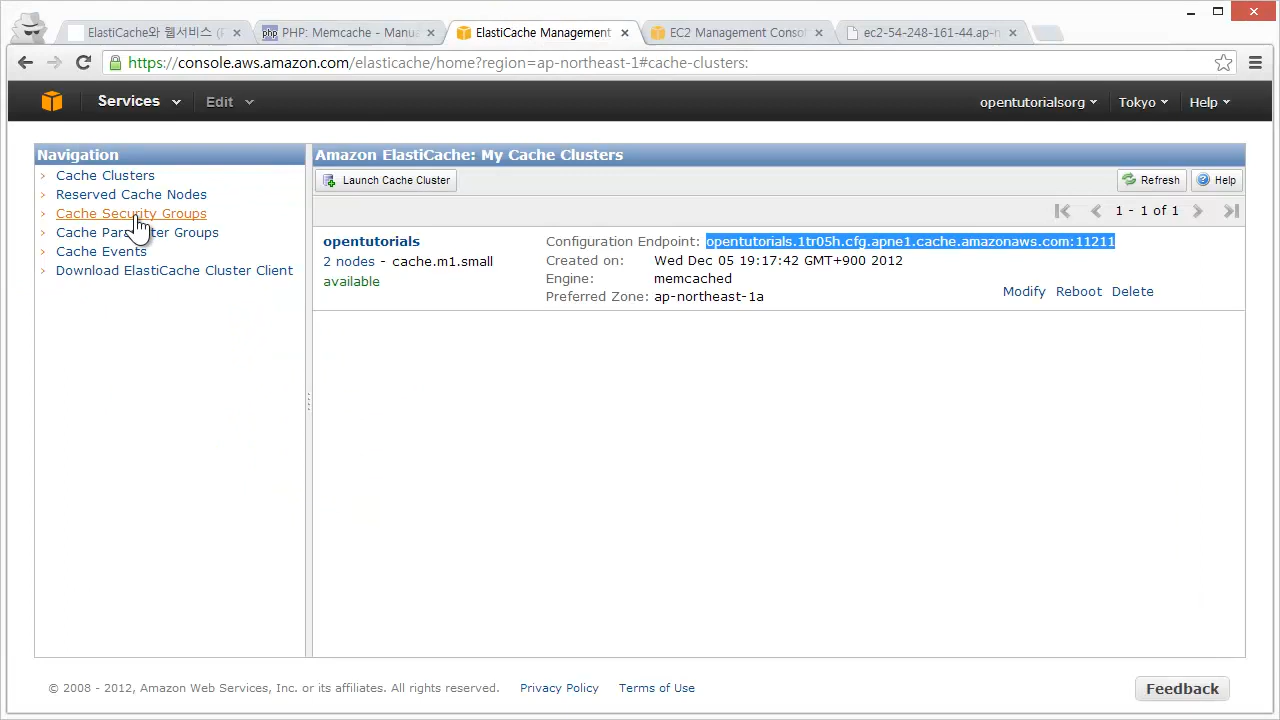 ElastiCache와 웹서비스 (F
PHP: Memcache - Manu
ElastiCache Management
EC2 Management Conso
ec2-54-248-161-44.ap-n
https://console.aws.amazon.com/elasticache/home?region=ap-northeast-1#cache-clusters:
Services
Edit
opentutorialsorg
Tokyo
Help
Navigation
Cache Clusters
Reserved Cache Nodes
Cache Security Groups
Cache Parameter Groups
Cache Events
Download ElastiCache Cluster Client
Amazon ElastiCache: My Cache Clusters
Launch Cache Cluster
Refresh
Help
1 - 1 of 1
opentutorials
2 nodes - cache.m1.small
available
Configuration Endpoint: opentutorials.1tr05h.cfg.apne1.cache.amazonaws.com:11211
Created on: Wed Dec 05 19:17:42 GMT+900 2012
Engine: memcached
Preferred Zone: ap-northeast-1a
Modify Reboot Delete
© 2008 - 2012, Amazon Web Services, Inc. or its affiliates. All rights reserved. Privacy Policy Terms of Use
Feedback